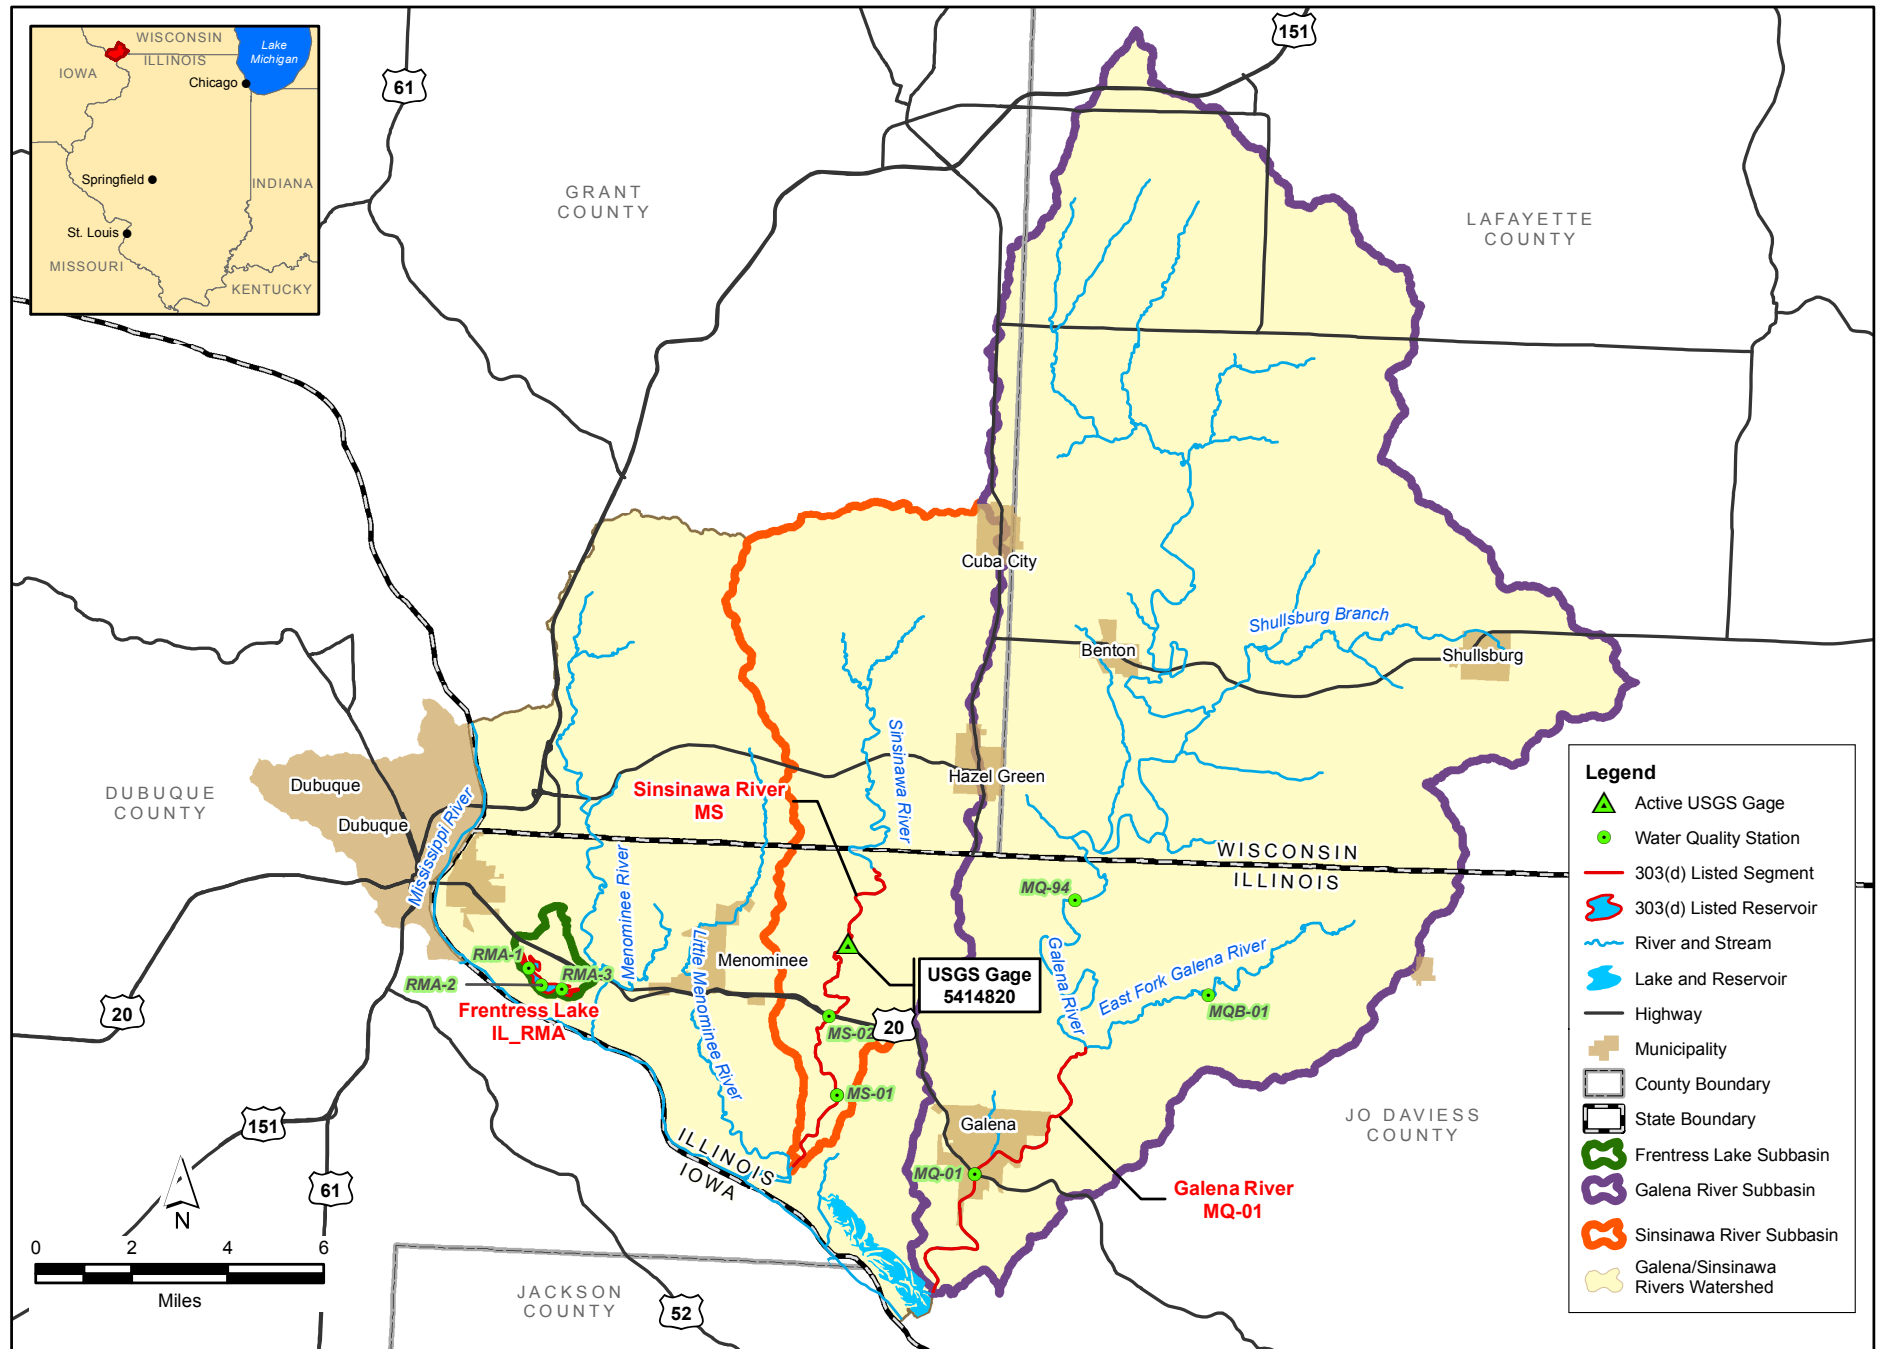 WISCONSIN
ILLINOIS
Lake
Michigan
IOWA
Chicago
Springfield
INDIANA
St. Louis
MISSOURI
KENTUCKY
61
151
GRANT
COUNTY
LAFAYETTE
COUNTY
Cuba City
Shullsburg Branch
Benton
Shullsburg
Sinsinawa River
Hazel Green
DUBUQUE
COUNTY
Dubuque
Dubuque
Mississippi River
Sinsinawa River
MS
WISCONSIN
ILLINOIS
MQ-94
Menominee River
Little Menominee River
Menominee
Galena River
East Fork Galena River
MQB-01
RMA-1
RMA-2
RMA-3
Frentress Lake
IL_RMA
USGS Gage
5414820
20
20
MS-02
MS-01
ILLINOIS
IOWA
Galena
MQ-01
Galena River
MQ-01
JO DAVIESS
COUNTY
151
61
52
JACKSON
COUNTY
N
0 2 4 6
Miles
Legend
Active USGS Gage
Water Quality Station
303(d) Listed Segment
303(d) Listed Reservoir
River and Stream
Lake and Reservoir
Highway
Municipality
County Boundary
State Boundary
Frentress Lake Subbasin
Galena River Subbasin
Sinsinawa River Subbasin
Galena/Sinsinawa
Rivers Watershed